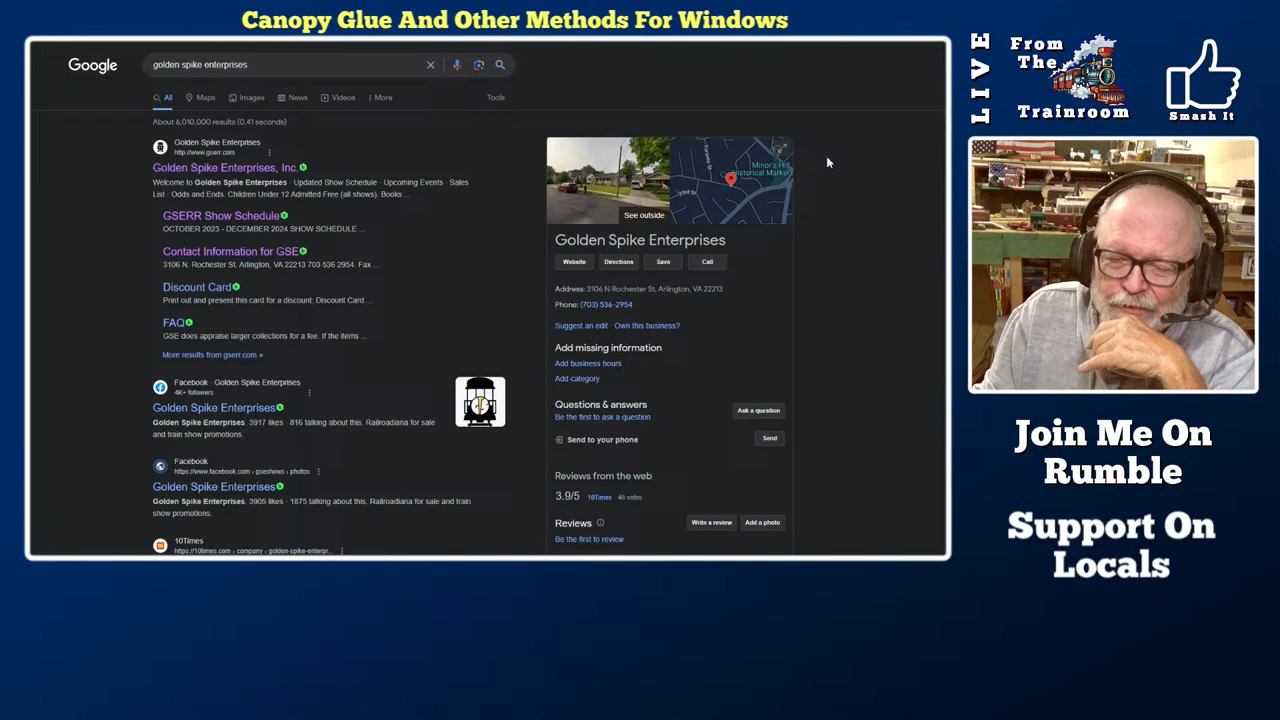 Canopy Glue And Other Methods For Windows
Google
golden spike enterprises
All
Maps
Images
News
Videos
More
Tools
About 6,010,000 results (0.41 seconds)
Golden Spike Enterprises
http://www.gserr.com
Golden Spike Enterprises, Inc.
Welcome to Golden Spike Enterprises · Updated Show Schedule · Upcoming Events · Sales
List · Odds and Ends. Children Under 12 Admitted Free (all shows). Books ...
GSERR Show Schedule
OCTOBER 2023 - DECEMBER 2024 SHOW SCHEDULE ...
Contact Information for GSE
3106 N. Rochester St. Arlington, VA 22213 703 536 2954. Fax ...
Discount Card
Print out and present this card for a discount. Discount Card ...
FAQ
GSE does appraise larger collections for a fee. If the items ...
More results from gserr.com »
Facebook · Golden Spike Enterprises
4K+ followers
Golden Spike Enterprises
Golden Spike Enterprises. 3917 likes · 816 talking about this. Railroadiana for sale
and train show promotions.
Facebook
https://www.facebook.com › gseshows › photos
Golden Spike Enterprises
Golden Spike Enterprises. 3905 likes · 1875 talking about this. Railroadiana for sale and train
show promotions.
10Times
https://10times.com › company › golden-spike-enterpr...
See outside
Minor's Hill
Historical Marker
Golden Spike Enterprises
Website
Directions
Save
Call
Address: 3106 N Rochester St, Arlington, VA 22213
Phone: (703) 536-2954
Suggest an edit · Own this business?
Add missing information
Add business hours
Add category
Questions & answers
Be the first to ask a question
Ask a question
Send to your phone
Send
Reviews from the web
3.9/5 10Times · 48 votes
Reviews
Write a review
Add a photo
Be the first to review
LIVE
From
The
Trainroom
Smash It
Join Me On
Rumble
Support On
Locals